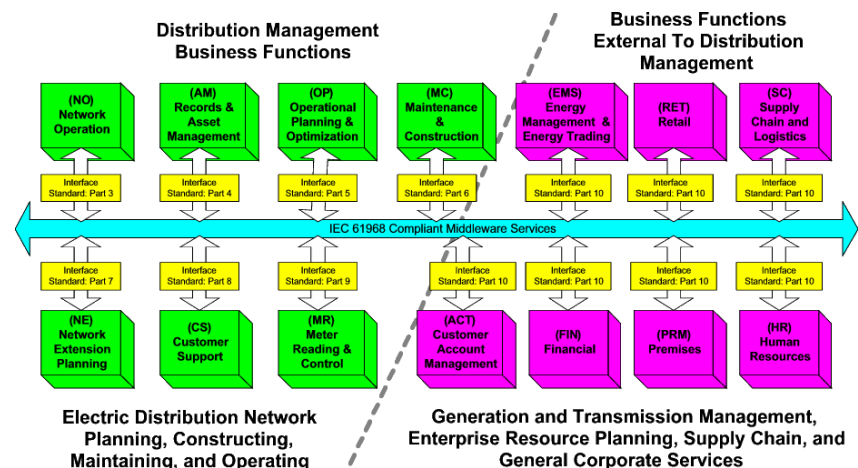 Distribution Management
Business Functions
Business Functions
External To Distribution
Management
(NO)
Network
Operation
(AM)
Records &
Asset
Management
(OP)
Operational
Planning &
Optimization
(MC)
Maintenance
&
Construction
(EMS)
Energy
Management &
Energy Trading
(RET)
Retail
(SC)
Supply
Chain and
Logistics
Interface
Standard: Part 3
Interface
Standard: Part 4
Interface
Standard: Part 5
Interface
Standard: Part 6
Interface
Standard: Part 10
Interface
Standard: Part 10
Interface
Standard: Part 10
IEC 61968 Compliant Middleware Services
Interface
Standard: Part 7
Interface
Standard: Part 8
Interface
Standard: Part 9
Interface
Standard: Part 10
Interface
Standard: Part 10
Interface
Standard: Part 10
Interface
Standard: Part 10
(NE)
Network
Extension
Planning
(CS)
Customer
Support
(MR)
Meter
Reading &
Control
(ACT)
Customer
Account
Management
(FIN)
Financial
(PRM)
Premises
(HR)
Human
Resources
Electric Distribution Network
Planning, Constructing,
Maintaining, and Operating
Generation and Transmission Management,
Enterprise Resource Planning, Supply Chain, and
General Corporate Services